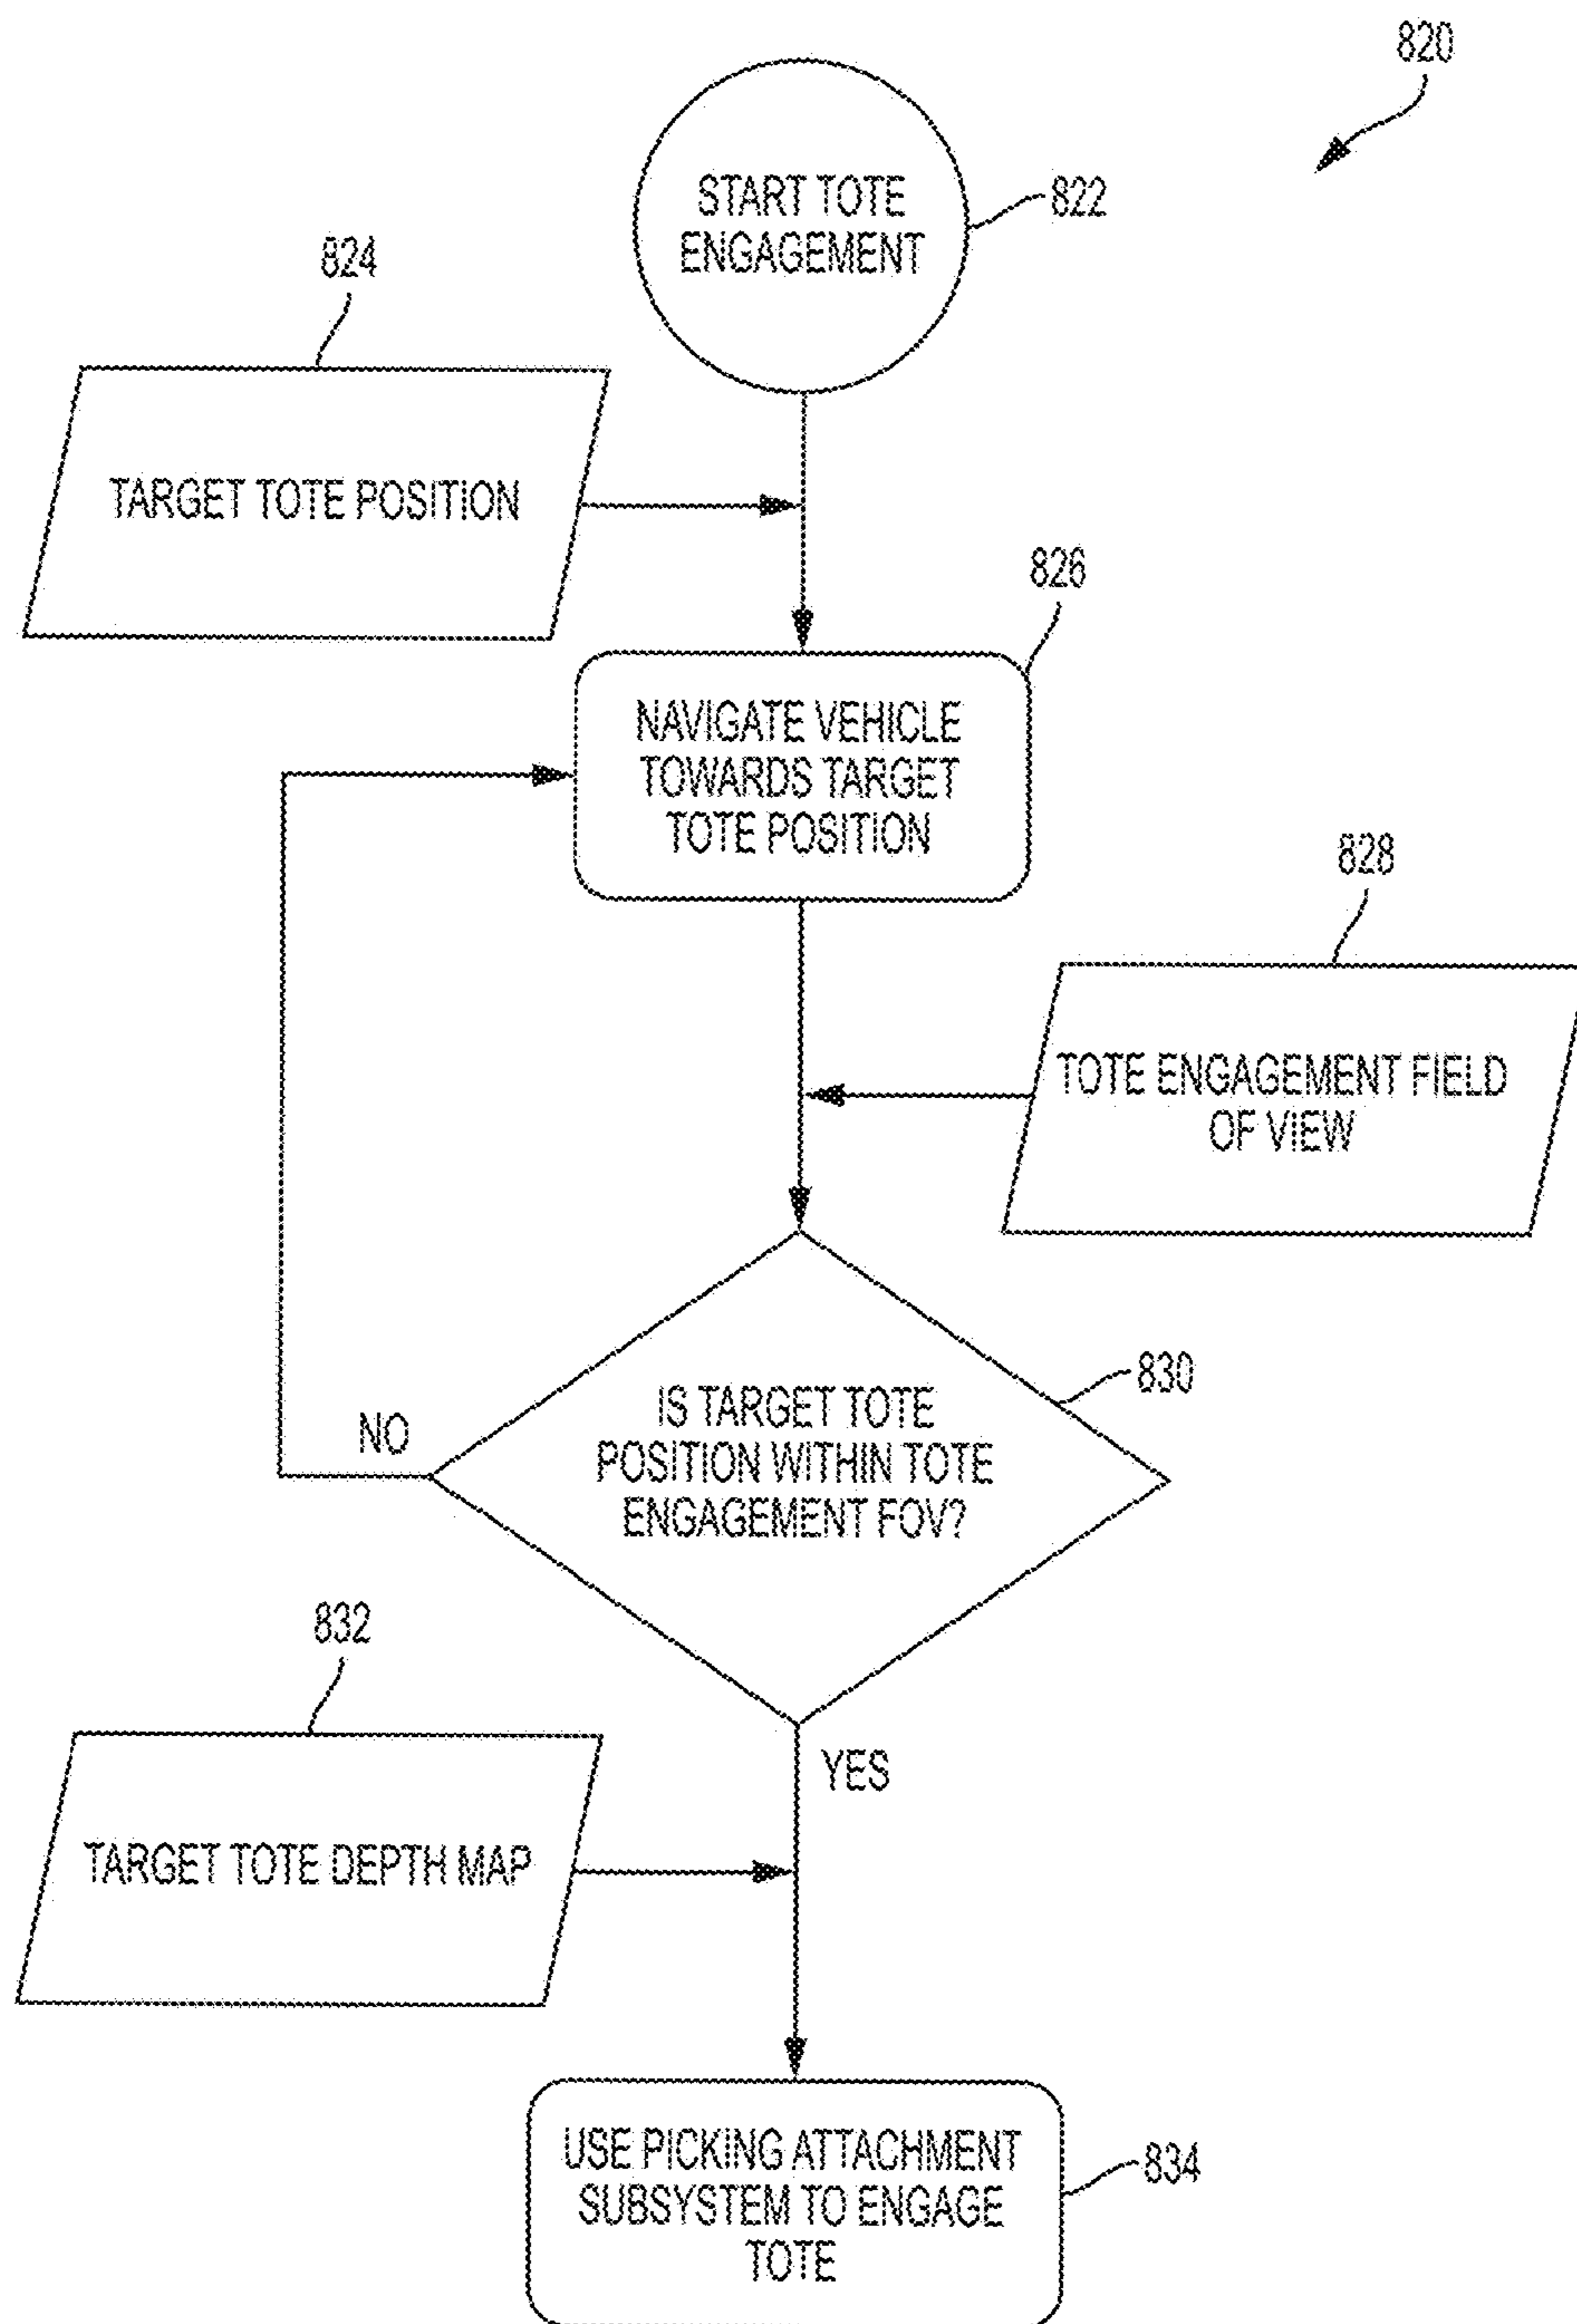 820
START TOTE
ENGAGEMENT
822
824
TARGET TOTE POSITION
826
NAVIGATE VEHICLE
TOWARDS TARGET
TOTE POSITION
828
TOTE ENGAGEMENT FIELD
OF VIEW
830
IS TARGET TOTE
POSITION WITHIN TOTE
ENGAGEMENT FOV?
NO
832
YES
TARGET TOTE DEPTH MAP
USE PICKING ATTACHMENT
SUBSYSTEM TO ENGAGE
TOTE
834